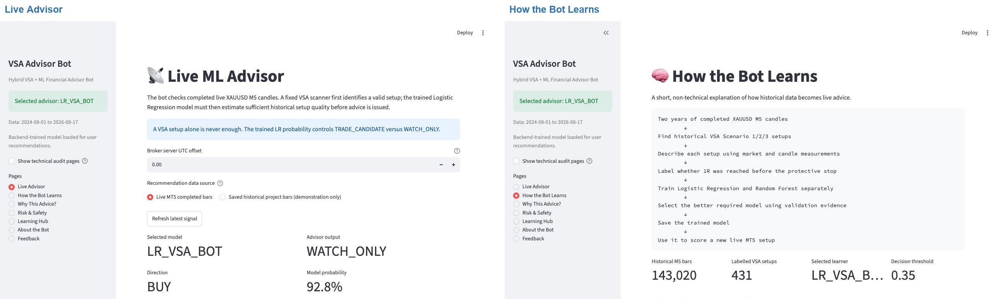 Live Advisor
Deploy
VSA Advisor Bot
Hybrid VSA + ML Financial Advisor Bot
Selected advisor: LR_VSA_BOT
Data: 2024-08-01 to 2026-08-17
Backend-trained model loaded for user
recommendations.
Show technical audit pages
Pages
Live Advisor
How the Bot Learns
Why This Advice?
Risk & Safety
Learning Hub
About the Bot
Feedback
Live ML Advisor
The bot checks completed live XAUUSD M5 candles. A fixed VSA scanner first identifies a valid setup; the trained Logistic
Regression model must then estimate sufficient historical setup quality before advice is issued.
A VSA setup alone is never enough. The trained LR probability controls TRADE_CANDIDATE versus WATCH_ONLY.
Broker server UTC offset
0.00
Recommendation data source
Live MT5 completed bars Saved historical project bars (demonstration only)
Refresh latest signal
Selected model Advisor output
LR_VSA_BOT WATCH_ONLY
Direction Model probability
BUY 92.8%
How the Bot Learns
Deploy
VSA Advisor Bot
Hybrid VSA + ML Financial Advisor Bot
Selected advisor: LR_VSA_BOT
Data: 2024-08-01 to 2026-08-17
Backend-trained model loaded for user
recommendations.
Show technical audit pages
Pages
Live Advisor
How the Bot Learns
Why This Advice?
Risk & Safety
Learning Hub
About the Bot
Feedback
How the Bot Learns
A short, non-technical explanation of how historical data becomes live advice.
Two years of completed XAUUSD M5 candles
↓
Find historical VSA Scenario 1/2/3 setups
↓
Describe each setup using market and candle measurements
↓
Label whether 1R was reached before the protective stop
↓
Train Logistic Regression and Random Forest separately
↓
Select the better required model using validation evidence
↓
Save the trained model
↓
Use it to score a new live MT5 setup
Historical M5 bars Labelled VSA setups Selected learner Decision threshold
143,020 431 LR_VSA_B... 0.35